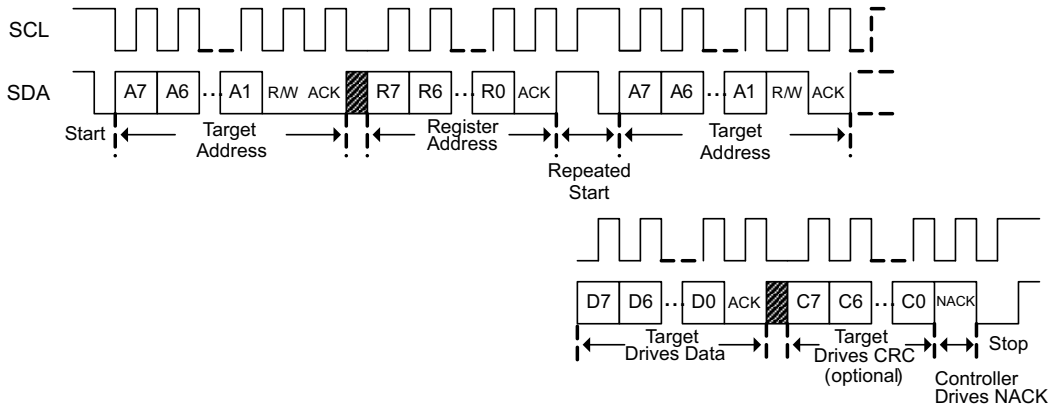 SCL
SDA A7 A6 ... A1 R/W ACK R7 R6 ... R0 ACK A7 A6 ... A1 R/W ACK
Start Target Address Register Address Repeated Start Target Address
D7 D6 ... D0 ACK C7 C6 ... C0 NACK
Target Drives Data Target Drives CRC (optional) Stop
Controller Drives NACK